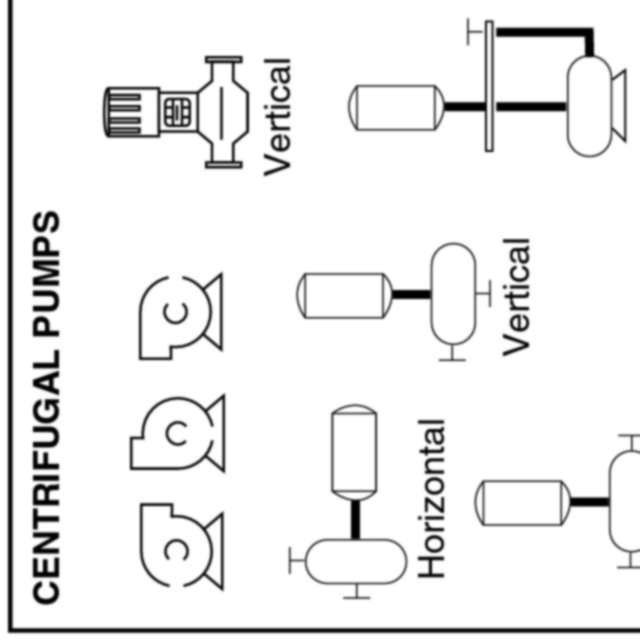 CENTRIFUGAL PUMPS
Vertical
Horizontal
Vertical